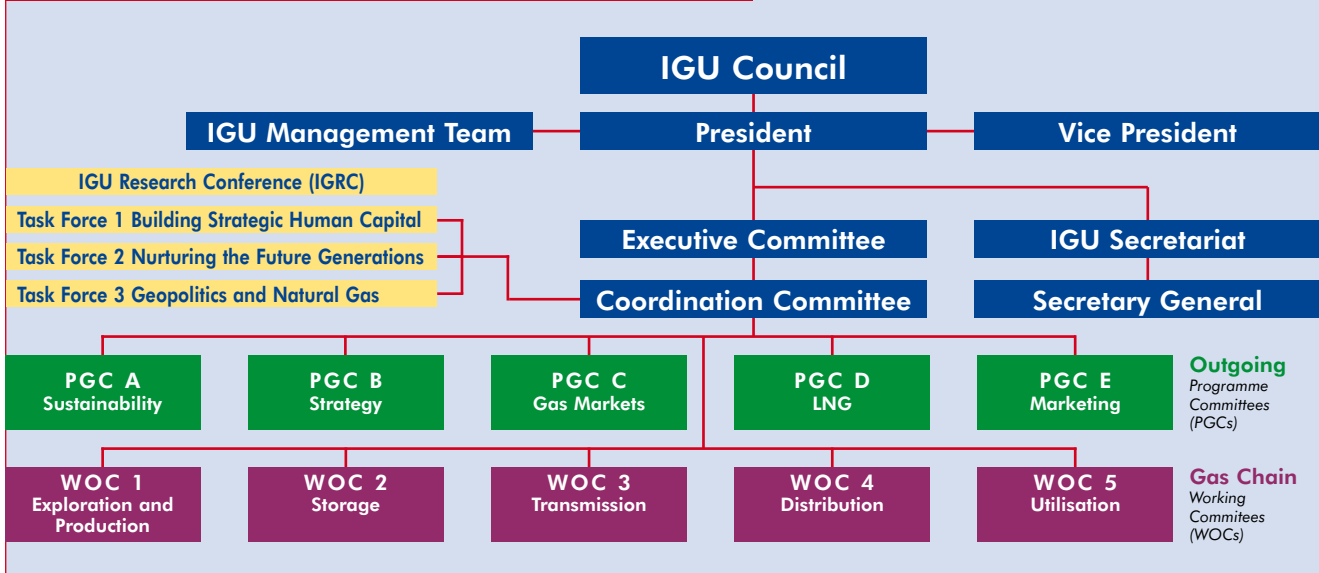 IGU Council
IGU Management Team
President
Vice President
IGU Research Conference (IGRC)
Task Force 1 Building Strategic Human Capital
Task Force 2 Nurturing the Future Generations
Task Force 3 Geopolitics and Natural Gas
Executive Committee
IGU Secretariat
Coordination Committee
Secretary General
PGC A
Sustainability
PGC B
Strategy
PGC C
Gas Markets
PGC D
LNG
PGC E
Marketing
Outgoing
Programme
Committees
(PGCs)
WOC 1
Exploration and
Production
WOC 2
Storage
WOC 3
Transmission
WOC 4
Distribution
WOC 5
Utilisation
Gas Chain
Working
Commitees
(WOCs)